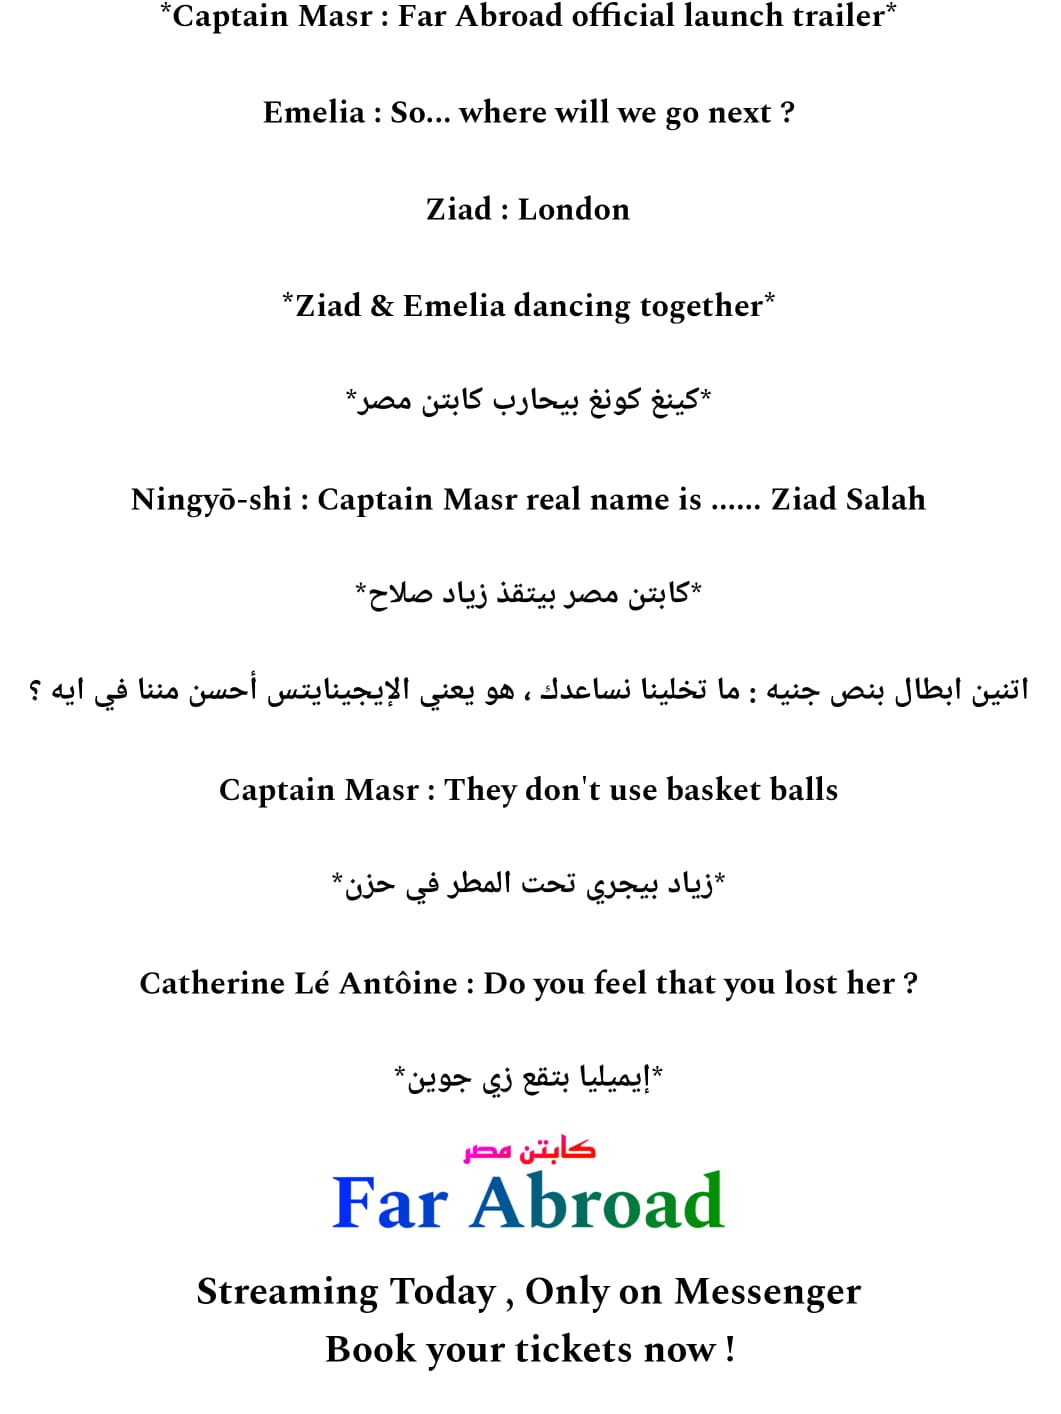 *Captain Masr : Far Abroad official launch trailer*
Emelia : So... where will we go next ?
Ziad : London
*Ziad & Emelia dancing together*
*كينغ كونغ بيحارب كابتن مصر*
Ningyō-shi : Captain Masr real name is ...... Ziad Salah
*كابتن مصر بيتقذ زياد صلاح*
اتنين ابطال بنص جنيه : ما تخلينا نساعدك ، هو يعني الإيجينايتس أحسن مننا في ايه ؟
Captain Masr : They don't use basket balls
*زياد بيجري تحت المطر في حزن*
Catherine Lé Antôine : Do you feel that you lost her ?
*إيميليا بتقع زي جوين*
كابتن مصر
Far Abroad
Streaming Today , Only on Messenger
Book your tickets now !